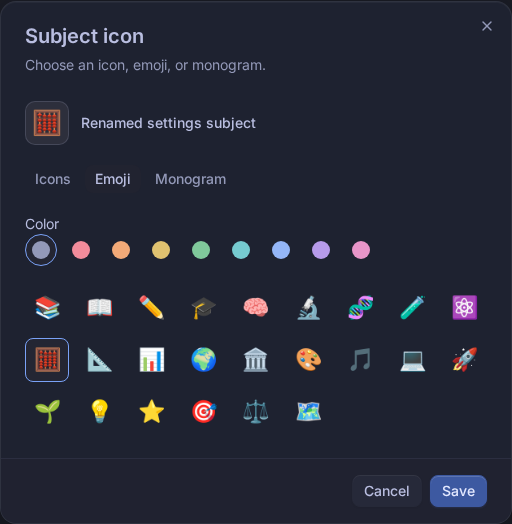 Subject icon
Choose an icon, emoji, or monogram.
Renamed settings subject
Icons Emoji Monogram
Color
Cancel Save